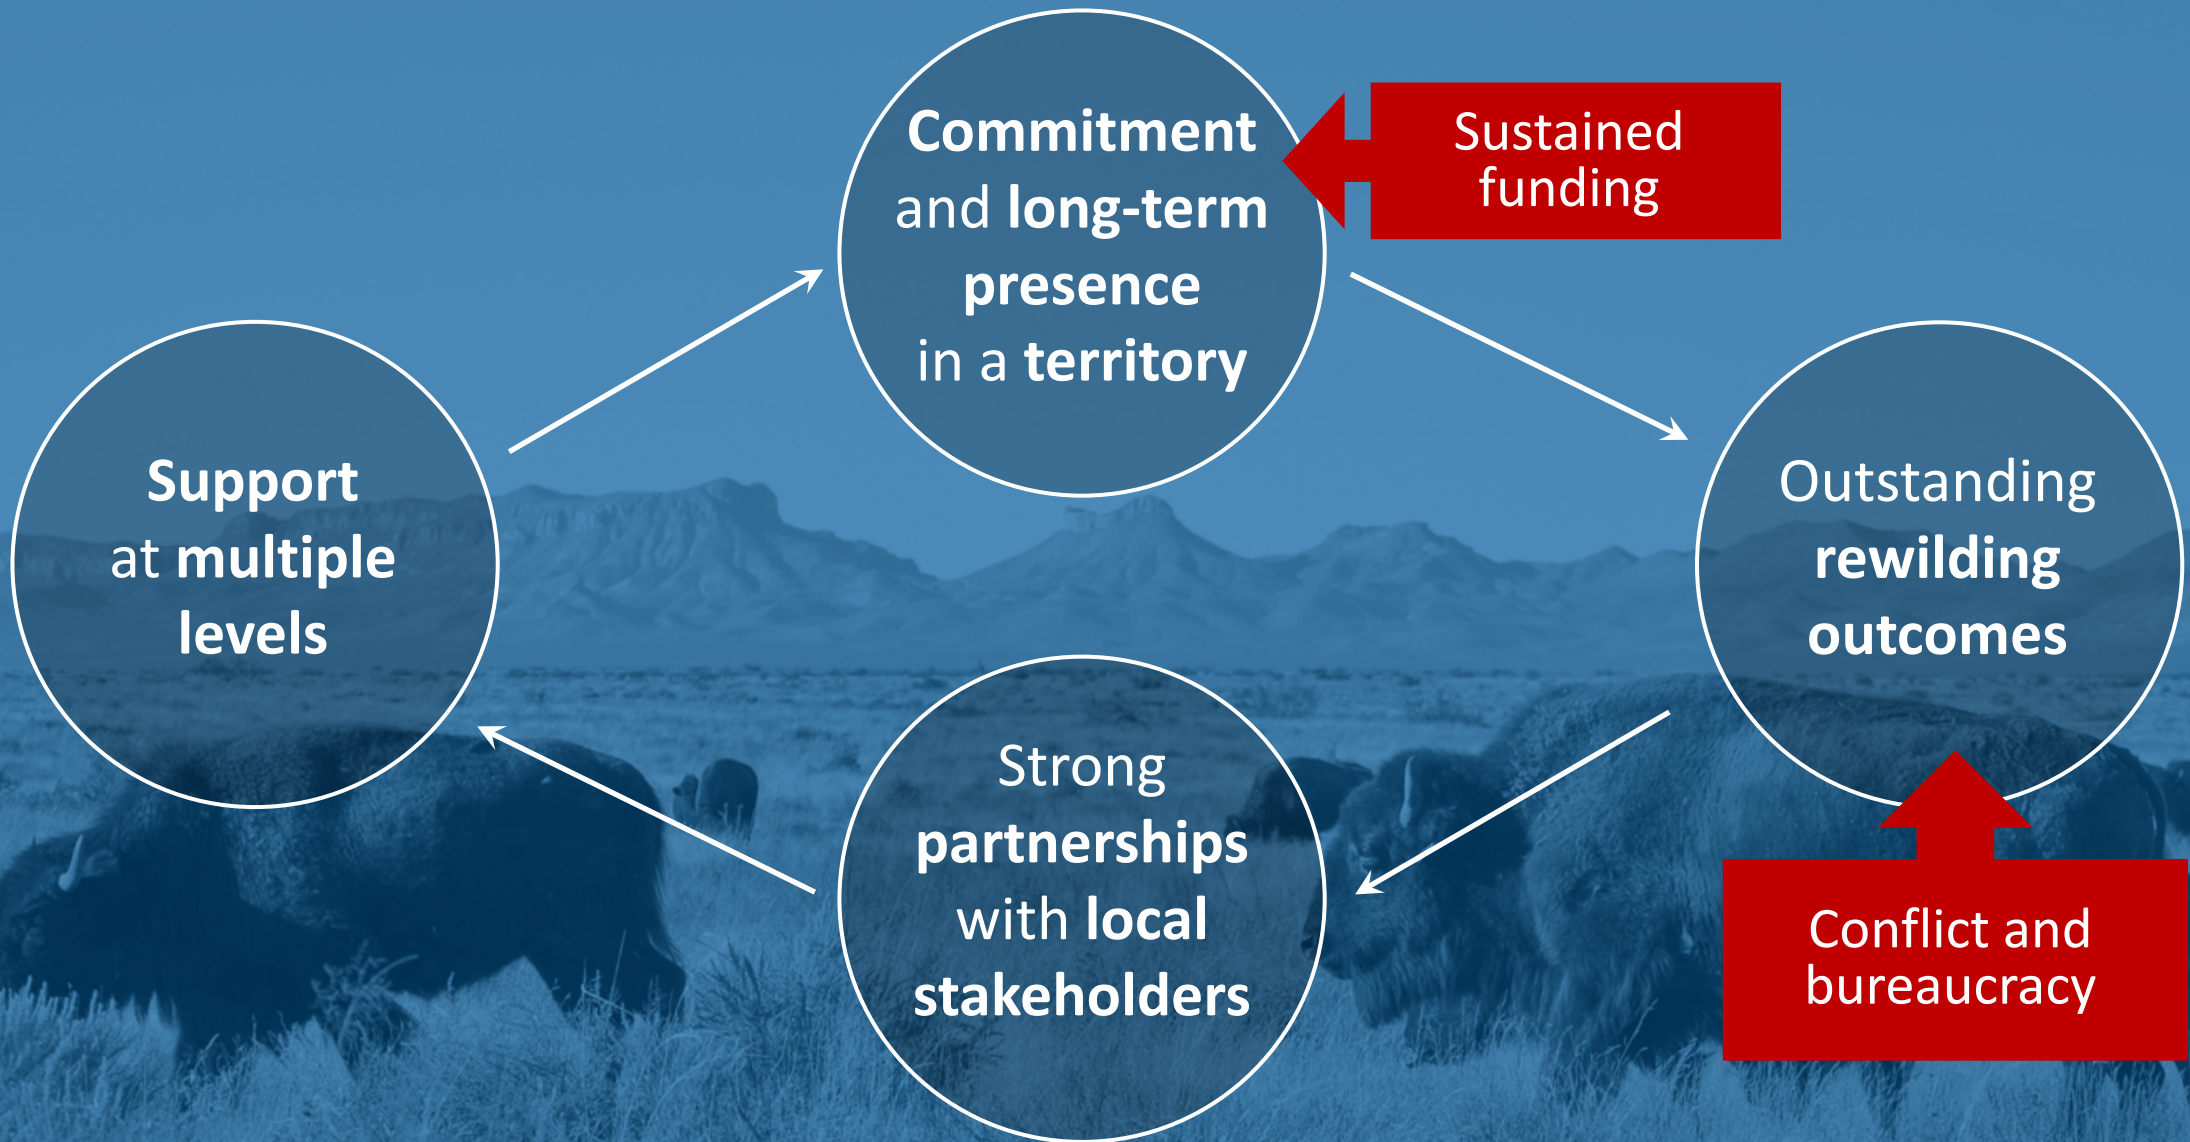 Commitment
and long-term
presence
in a territory
Sustained
funding
Support
at multiple
levels
Outstanding
rewilding
outcomes
Strong
partnerships
with local
stakeholders
Conflict and
bureaucracy